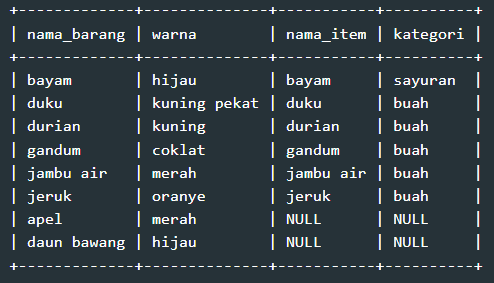 +-------------+--------------+-----------+----------+
| nama_barang | warna        | nama_item | kategori |
+-------------+--------------+-----------+----------+
| bayam       | hijau        | bayam     | sayuran  |
| duku        | kuning pekat | duku      | buah     |
| durian      | kuning       | durian    | buah     |
| gandum      | coklat       | gandum    | buah     |
| jambu air   | merah        | jambu air | buah     |
| jeruk       | oranye       | jeruk     | buah     |
| apel        | merah        | NULL      | NULL     |
| daun bawang | hijau        | NULL      | NULL     |
+-------------+--------------+-----------+----------+